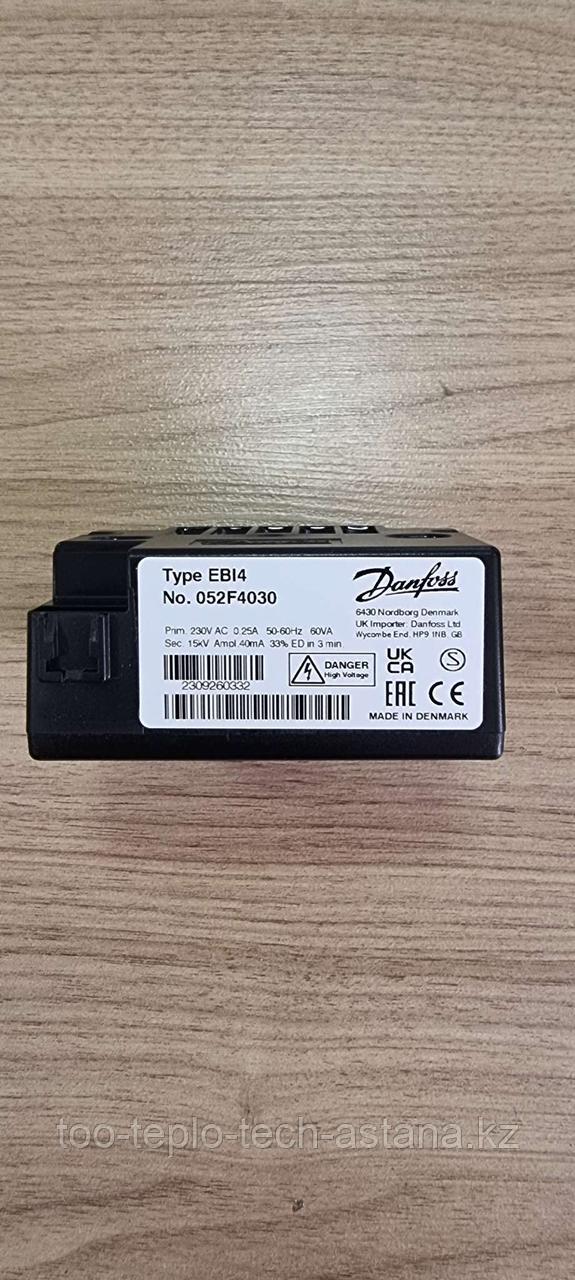 Type EBI4
No. 052F4030
Danfoss
6430 Nordborg Denmark
UK Importer: Danfoss Ltd
Wycombe End, HP9 1NB, GB
Prim. 230V AC 0.25A 50-60Hz 60VA
Sec. 15kV Ampl.40mA 33% ED in 3 min.
2309260332
DANGER
High Voltage
UK
CA
S
EAC CE
MADE IN DENMARK
too-teplo-tech-astana.kz